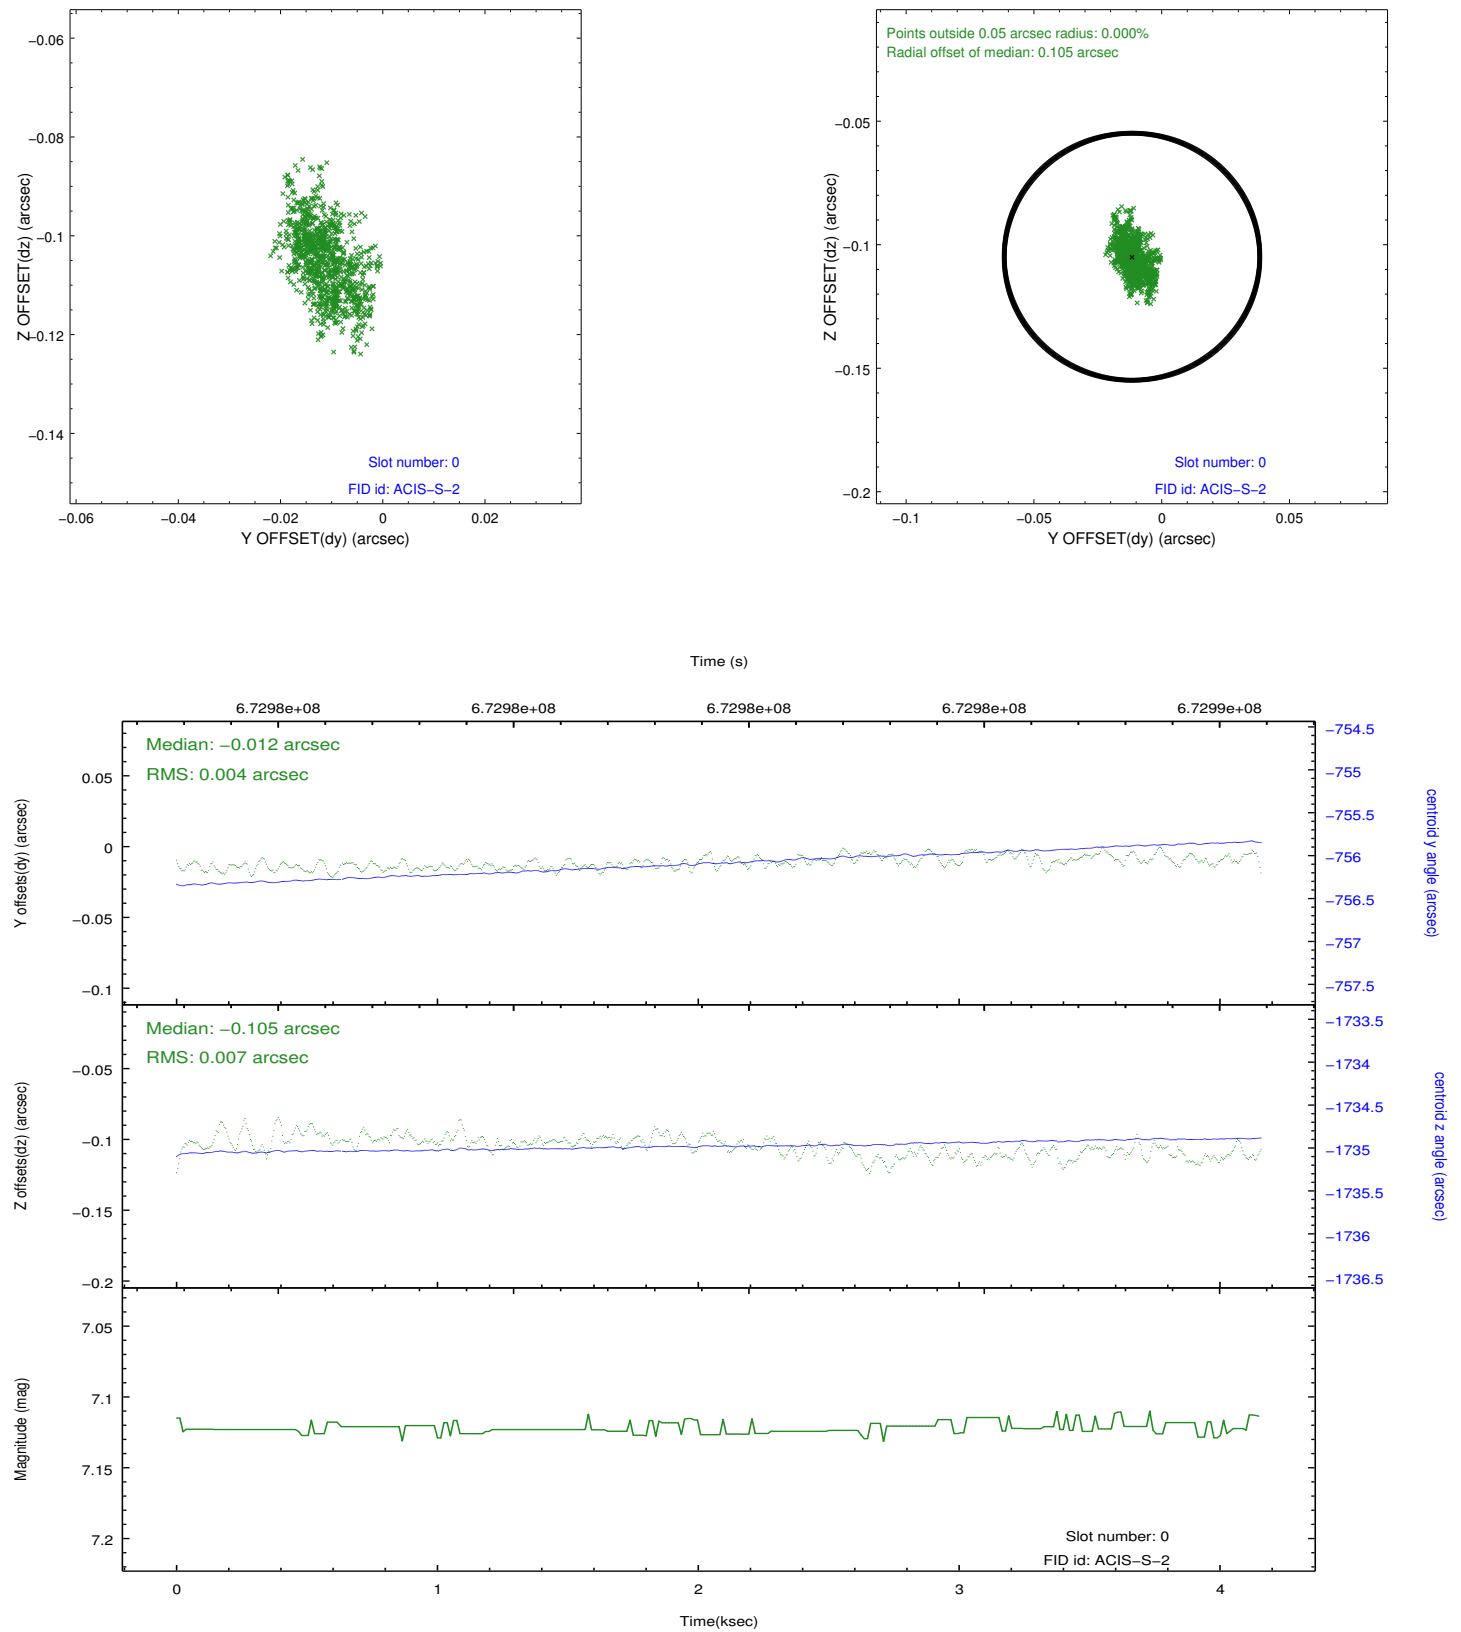 −0.06
−0.08
−0.1
−0.12
−0.14
Z OFFSET(dz) (arcsec)
Slot number: 0
FID id: ACIS−S−2
−0.06 −0.04 −0.02 0 0.02
Y OFFSET(dy) (arcsec)
Points outside 0.05 arcsec radius: 0.000%
Radial offset of median: 0.105 arcsec
−0.05
−0.1
−0.15
−0.2
Z OFFSET(dz) (arcsec)
Slot number: 0
FID id: ACIS−S−2
−0.1 −0.05 0 0.05
Y OFFSET(dy) (arcsec)
Time (s)
6.7298e+08 6.7298e+08 6.7298e+08 6.7298e+08 6.7299e+08
Median: −0.012 arcsec
RMS: 0.004 arcsec
0.05
0
−0.05
−0.1
Y offsets(dy) (arcsec)
−754.5
−755
−755.5
−756
−756.5
−757
−757.5
centroid y angle (arcsec)
Median: −0.105 arcsec
RMS: 0.007 arcsec
−0.05
−0.1
−0.15
−0.2
Z offsets(dz) (arcsec)
−1733.5
−1734
−1734.5
−1735
−1735.5
−1736
−1736.5
centroid z angle (arcsec)
7.05
7.1
7.15
7.2
Magnitude (mag)
Slot number: 0
FID id: ACIS−S−2
0 1 2 3 4
Time(ksec)